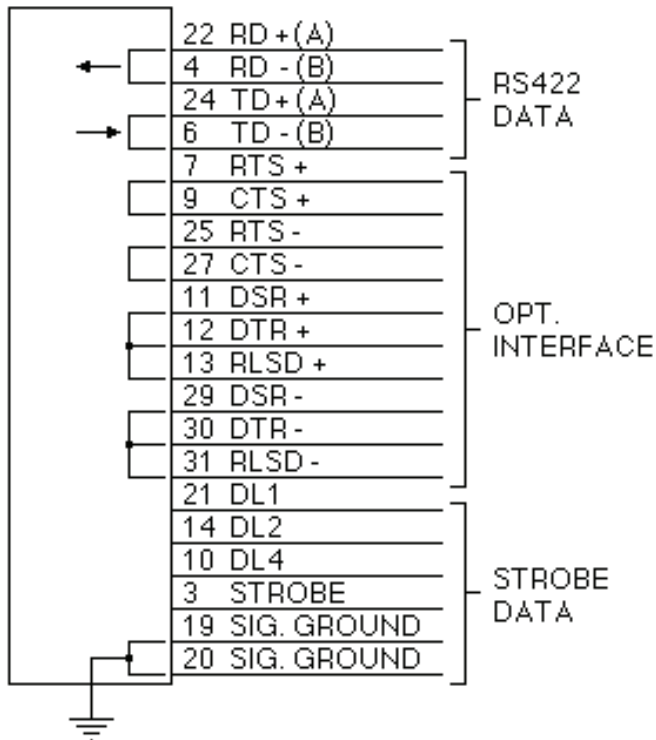 22 RD +(A)
4 RD - (B)
24 TD+(A)
6 TD - (B)
RS422
DATA
7 RTS +
9 CTS +
25 RTS -
27 CTS -
11 DSR +
12 DTR +
13 RLSD +
29 DSR -
30 DTR -
31 RLSD -
OPT.
INTERFACE
21 DL1
14 DL2
10 DL4
3 STROBE
19 SIG. GROUND
20 SIG. GROUND
STROBE
DATA